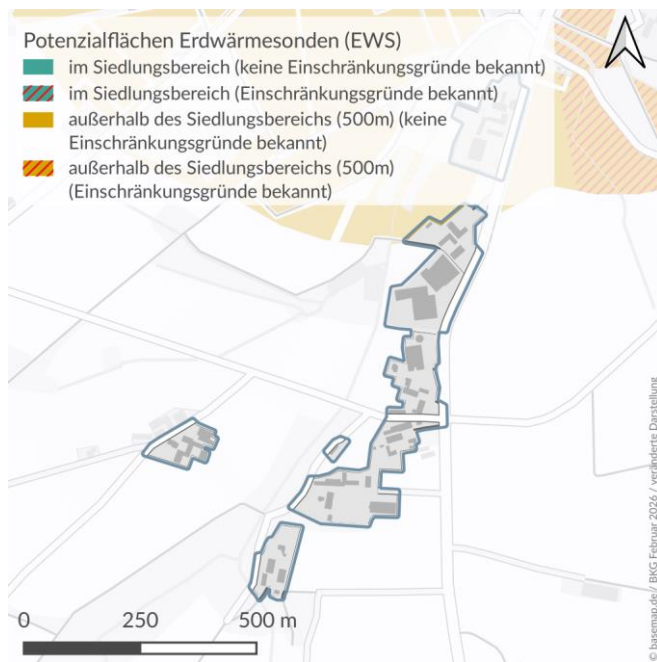 Potenzialflächen Erdwärmesonden (EWS)
im Siedlungsbereich (keine Einschränkungsgründe bekannt)
im Siedlungsbereich (Einschränkungsgründe bekannt)
außerhalb des Siedlungsbereichs (500m) (keine
Einschränkungsgründe bekannt)
außerhalb des Siedlungsbereichs (500m)
(Einschränkungsgründe bekannt)
0 250 500 m
© basemap.de / BKG Februar 2026 / veränderte Darstellung